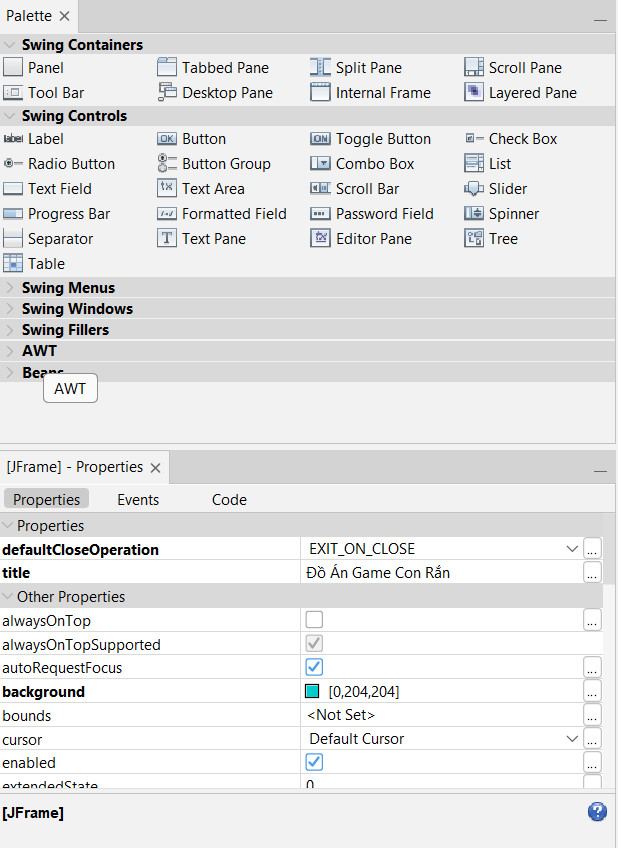 Palette
Swing Containers
Panel Tabbed Pane Split Pane Scroll Pane
Tool Bar Desktop Pane Internal Frame Layered Pane
Swing Controls
label Label OK Button ON Toggle Button Check Box
Radio Button Button Group Combo Box List
Text Field Text Area Scroll Bar Slider
Progress Bar Formatted Field Password Field Spinner
Separator T Text Pane Editor Pane Tree
Table
Swing Menus
Swing Windows
Swing Fillers
AWT
Beans
AWT
[JFrame] - Properties
Properties Events Code
Properties
defaultCloseOperation EXIT_ON_CLOSE ...
title Đồ Án Game Con Rắn ...
Other Properties
alwaysOnTop ...
alwaysOnTopSupported
autoRequestFocus ...
background [0,204,204] ...
bounds <Not Set> ...
cursor Default Cursor ...
enabled ...
extendedState 0
[JFrame] ?